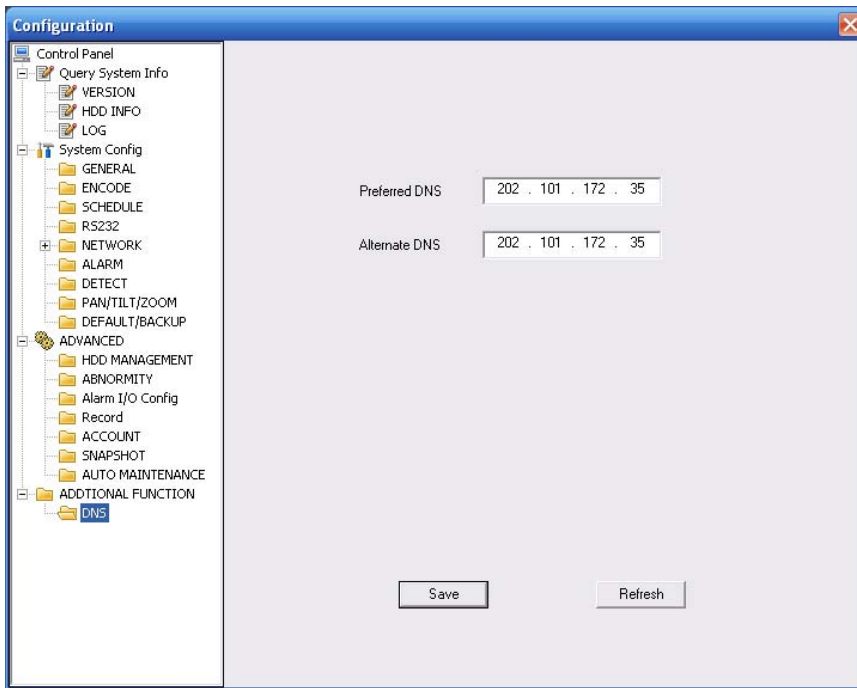 Configuration
Control Panel
Query System Info
VERSION
HDD INFO
LOG
System Config
GENERAL
ENCODE
SCHEDULE
RS232
NETWORK
ALARM
DETECT
PAN/TILT/ZOOM
DEFAULT/BACKUP
ADVANCED
HDD MANAGEMENT
ABNORMITY
Alarm I/O Config
Record
ACCOUNT
SNAPSHOT
AUTO MAINTENANCE
ADDTIONAL FUNCTION
DNS
Preferred DNS 202 . 101 . 172 . 35
Alternate DNS 202 . 101 . 172 . 35
Save Refresh